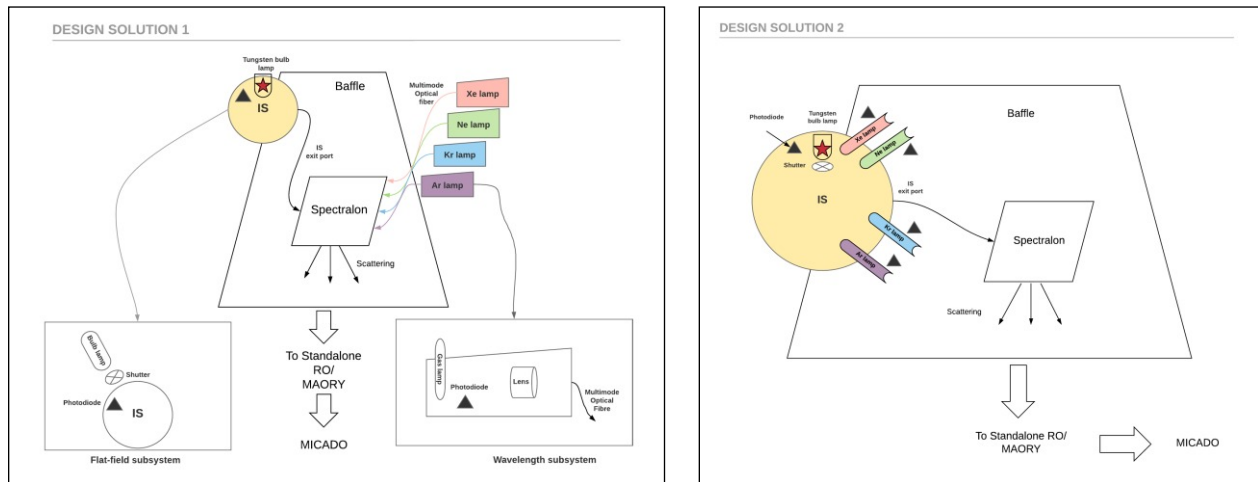 DESIGN SOLUTION 1
Tungsten bulb
lamp
IS
Baffle
Multimode
Optical
fiber
Xe lamp
Ne lamp
Kr lamp
Ar lamp
IS
exit port
Spectralon
Scattering
To Standalone
RO/
MAORY
MICADO
Bulb lamp
Shutter
Photodiode
IS
Flat-field subsystem
Gas lamp
Photodiode
Lens
Multimode
Optical
Fibre
Wavelength subsystem
DESIGN SOLUTION 2
Photodiode
Tungsten
bulb lamp
Shutter
IS
Xe lamp
Ne lamp
Kr lamp
Ar lamp
Baffle
IS
exit port
Spectralon
Scattering
To Standalone RO/
MAORY
MICADO